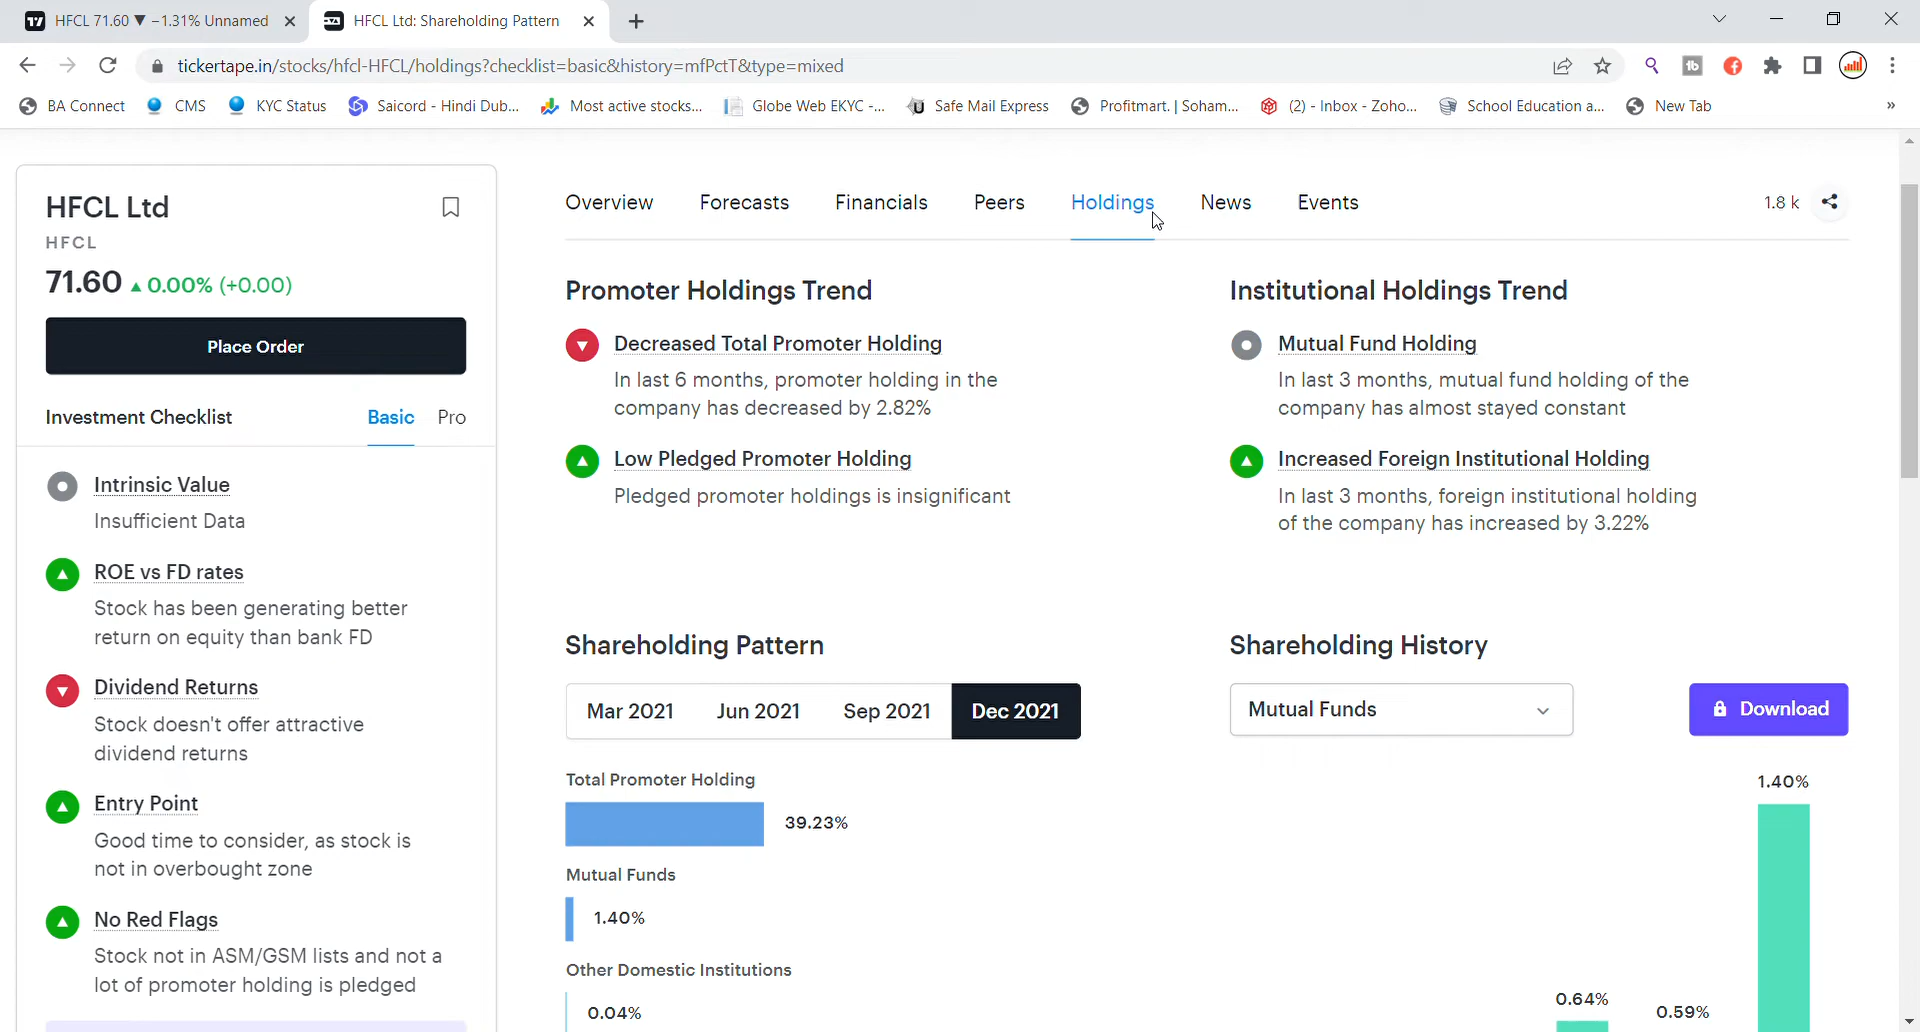 HFCL 71.60 ▼ −1.31% Unnamed
HFCL Ltd: Shareholding Pattern
tickertape.in/stocks/hfcl-HFCL/holdings?checklist=basic&history=mfPctT&type=mixed
BA Connect
CMS
KYC Status
Saicord - Hindi Dub...
Most active stocks...
Globe Web EKYC -...
Safe Mail Express
Profitmart. | Soham...
(2) - Inbox - Zoho...
School Education a...
New Tab
»
HFCL Ltd
HFCL
71.60 ▲ 0.00% (+0.00)
Place Order
Investment Checklist Basic Pro
Intrinsic Value
Insufficient Data
ROE vs FD rates
Stock has been generating better
return on equity than bank FD
Dividend Returns
Stock doesn't offer attractive
dividend returns
Entry Point
Good time to consider, as stock is
not in overbought zone
No Red Flags
Stock not in ASM/GSM lists and not a
lot of promoter holding is pledged
Overview Forecasts Financials Peers Holdings News Events
1.8 k
Promoter Holdings Trend
Decreased Total Promoter Holding
In last 6 months, promoter holding in the
company has decreased by 2.82%
Low Pledged Promoter Holding
Pledged promoter holdings is insignificant
Institutional Holdings Trend
Mutual Fund Holding
In last 3 months, mutual fund holding of the
company has almost stayed constant
Increased Foreign Institutional Holding
In last 3 months, foreign institutional holding
of the company has increased by 3.22%
Shareholding Pattern
Mar 2021 Jun 2021 Sep 2021 Dec 2021
Total Promoter Holding
39.23%
Mutual Funds
1.40%
Other Domestic Institutions
0.04%
Shareholding History
Mutual Funds
Download
1.40%
0.64%
0.59%